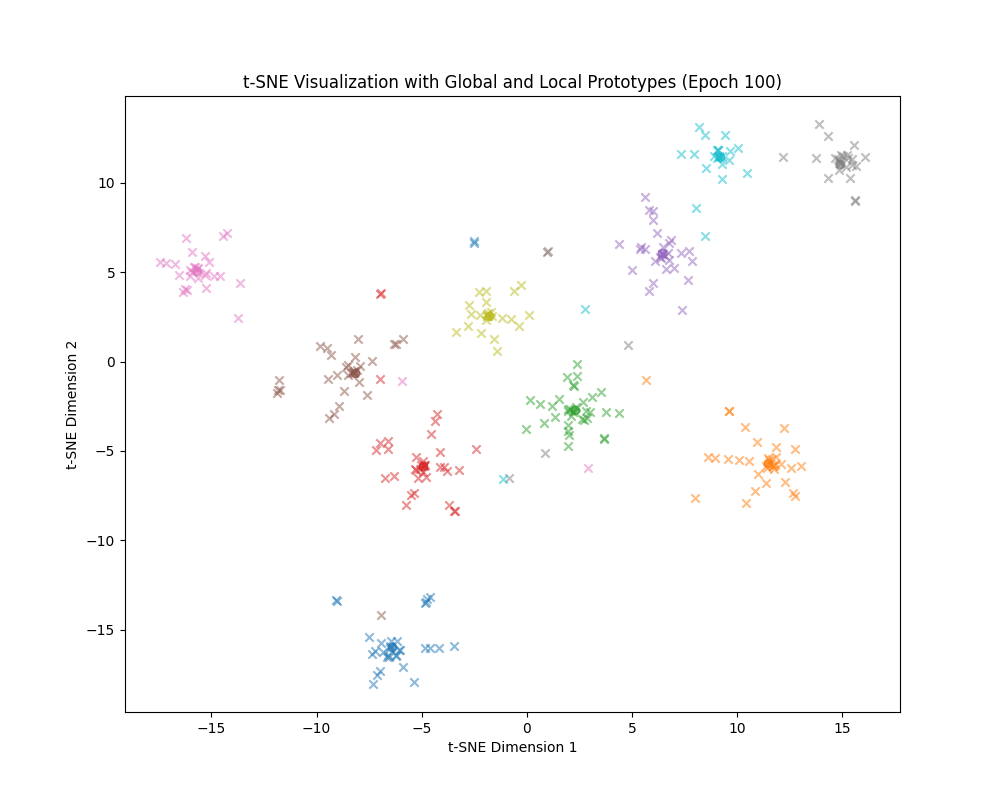 t-SNE Visualization with Global and Local Prototypes (Epoch 100)
t-SNE Dimension 2
10
5
0
−5
−10
−15
−15 −10 −5 0 5 10 15
t-SNE Dimension 1